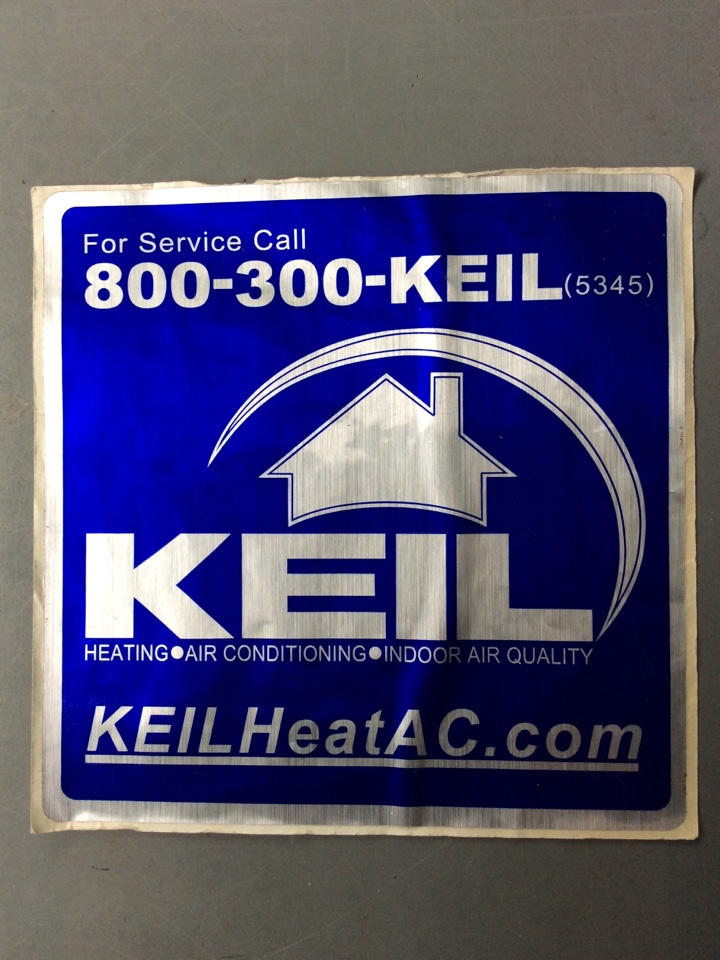 For Service Call
800-300-KEIL(5345)
KEIL
HEATING●AIR CONDITIONING●INDOOR AIR QUALITY
KEILHeatAC.com